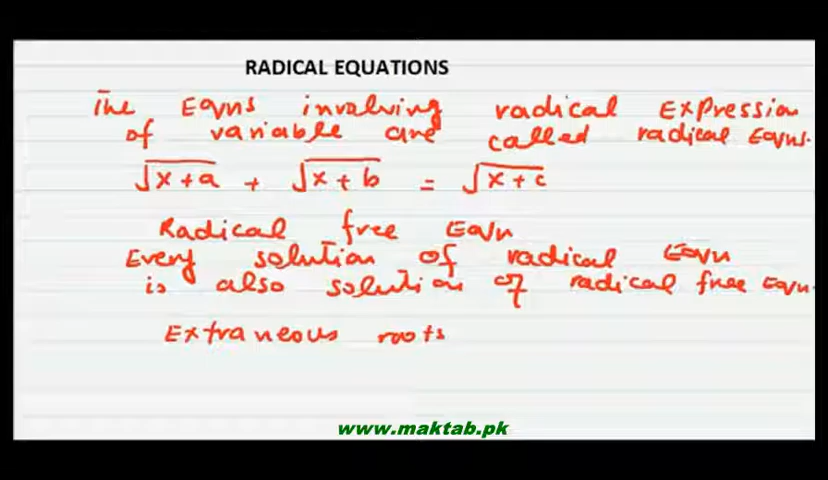 RADICAL EQUATIONS
The Eqns involving radical Expression
of variable are called radical Eqns.
√x+a + √x+b = √x+c
Radical free Eqn
Every solution of radical Eqn
is also solution of radical free Eqn.
Extraneous roots
www.maktab.pk